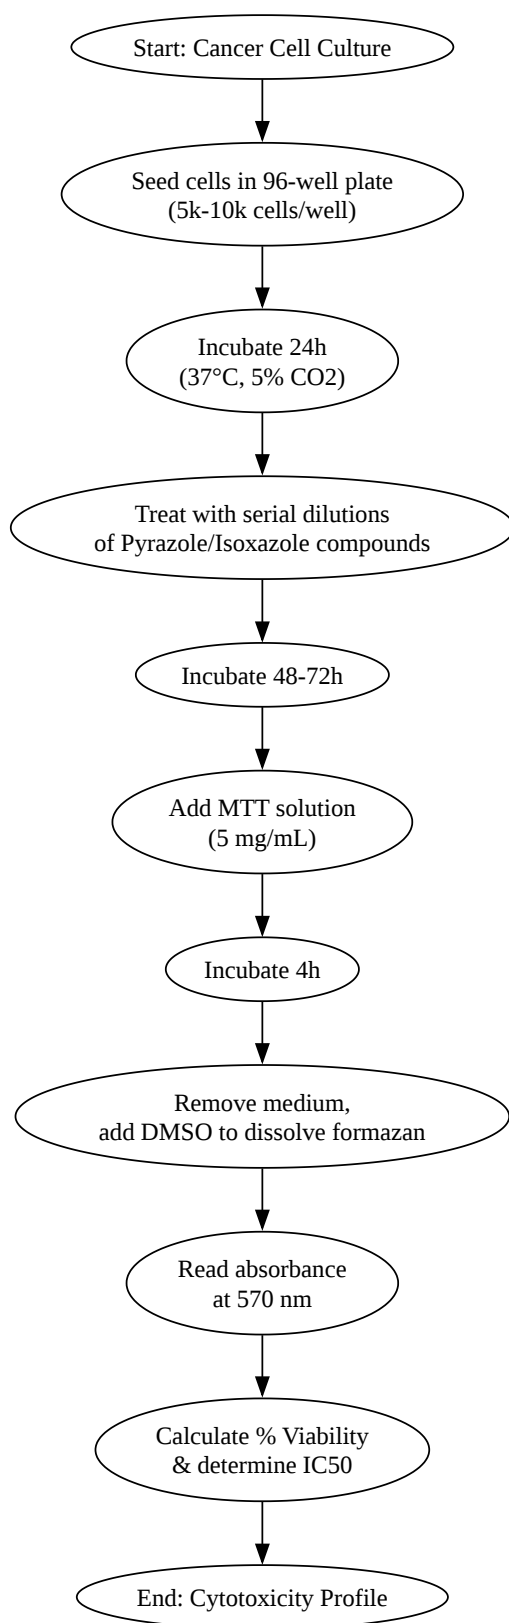 Start: Cancer Cell Culture
Seed cells in 96-well plate
(5k-10k cells/well)
Incubate 24h
(37°C, 5% CO2)
Treat with serial dilutions
of Pyrazole/Isoxazole compounds
Incubate 48-72h
Add MTT solution
(5 mg/mL)
Incubate 4h
Remove medium,
add DMSO to dissolve formazan
Read absorbance
at 570 nm
Calculate % Viability
& determine IC50
End: Cytotoxicity Profile